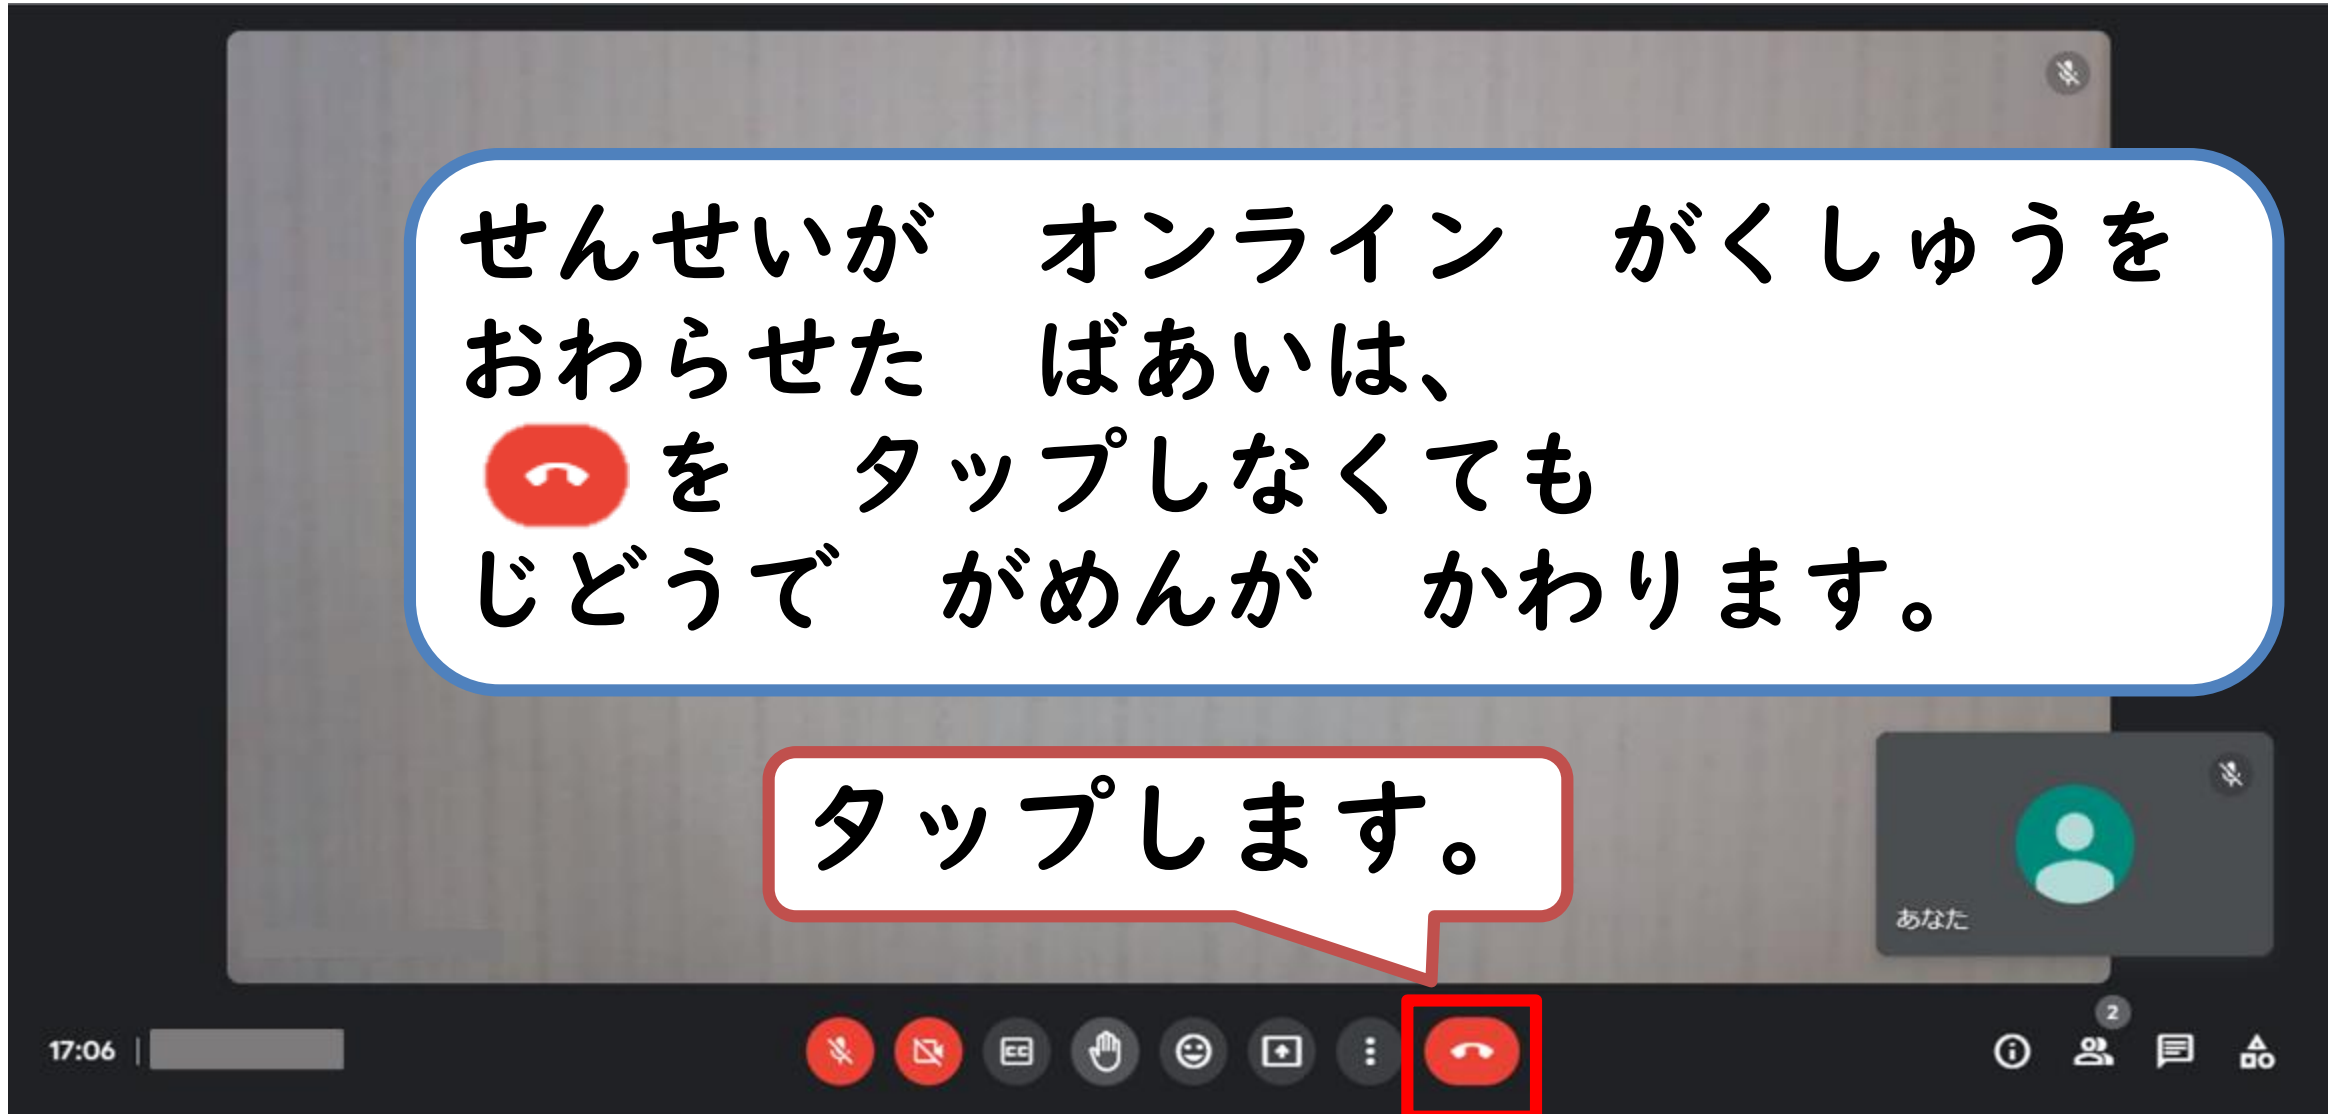 せんせいが　オンライン　がくしゅうを
おわらせた　ばあいは、
を　タップしなくても
じどうで　がめんが　かわります。
タップします。
あなた
17:06
CC
2